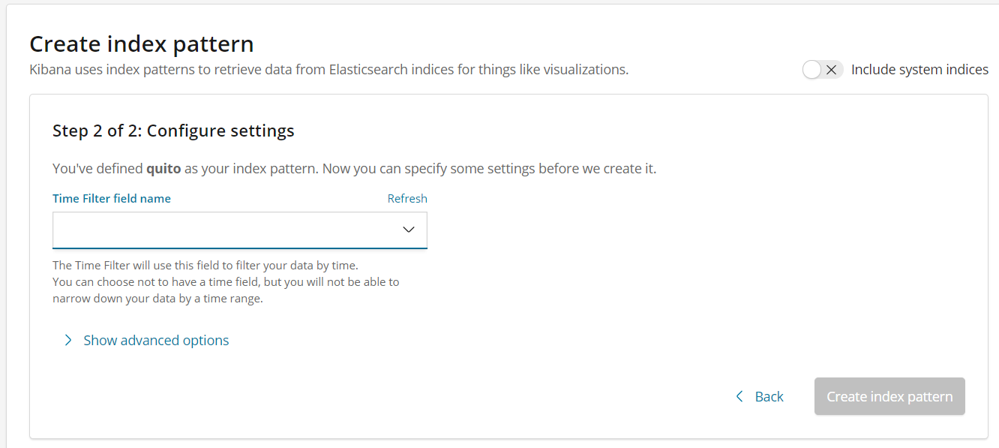 Create index pattern
Kibana uses index patterns to retrieve data from Elasticsearch indices for things like visualizations.
Include system indices
Step 2 of 2: Configure settings
You've defined quito as your index pattern. Now you can specify some settings before we create it.
Time Filter field name
Refresh
The Time Filter will use this field to filter your data by time.
You can choose not to have a time field, but you will not be able to
narrow down your data by a time range.
Show advanced options
Back
Create index pattern